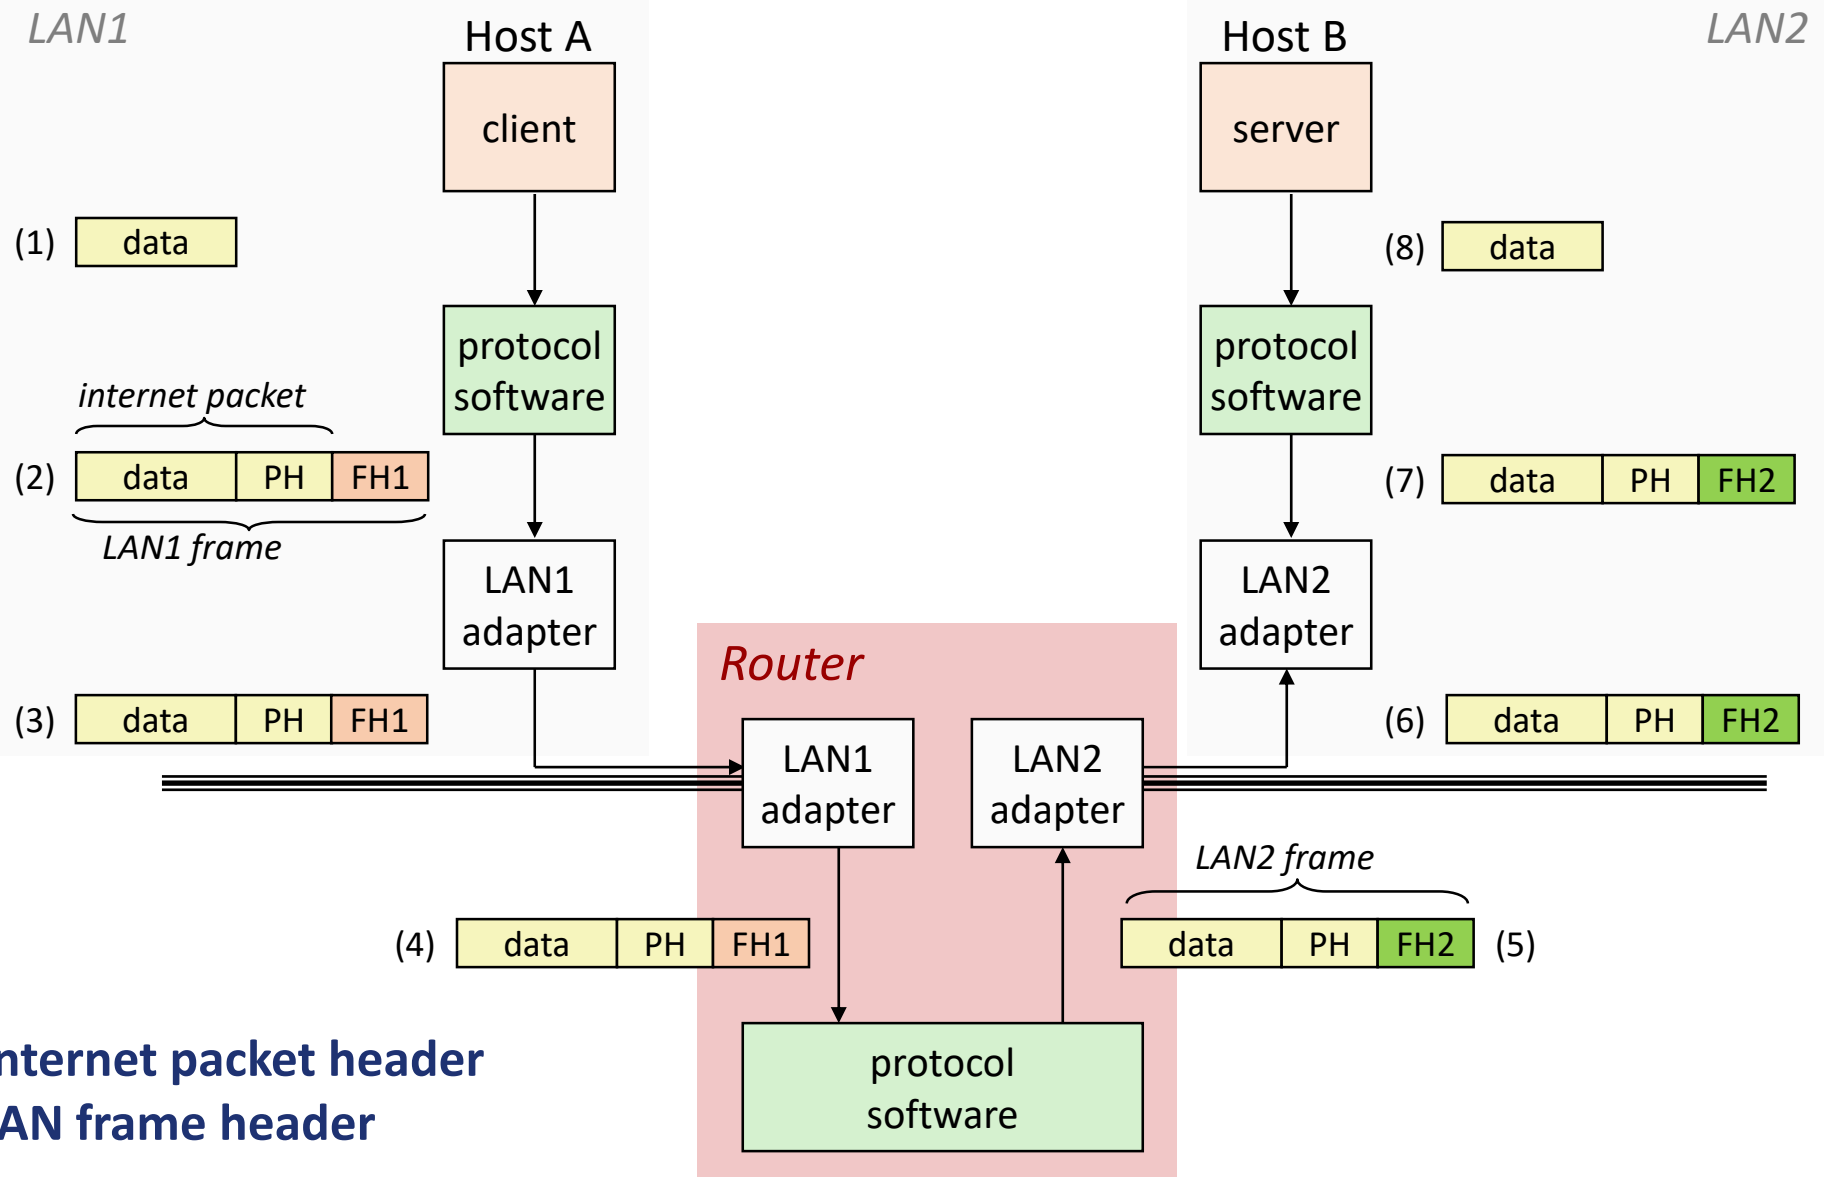 LAN1
Host A
Host B
LAN2
client
server
(1) data
(8) data
protocol
software
protocol
software
internet packet
(2) data PH FH1
(7) data PH FH2
LAN1 frame
LAN1
adapter
LAN2
adapter
Router
(3) data PH FH1
(6) data PH FH2
LAN1
adapter
LAN2
adapter
LAN2 frame
(4) data PH FH1
data PH FH2 (5)
protocol
software
nternet packet header
AN frame header